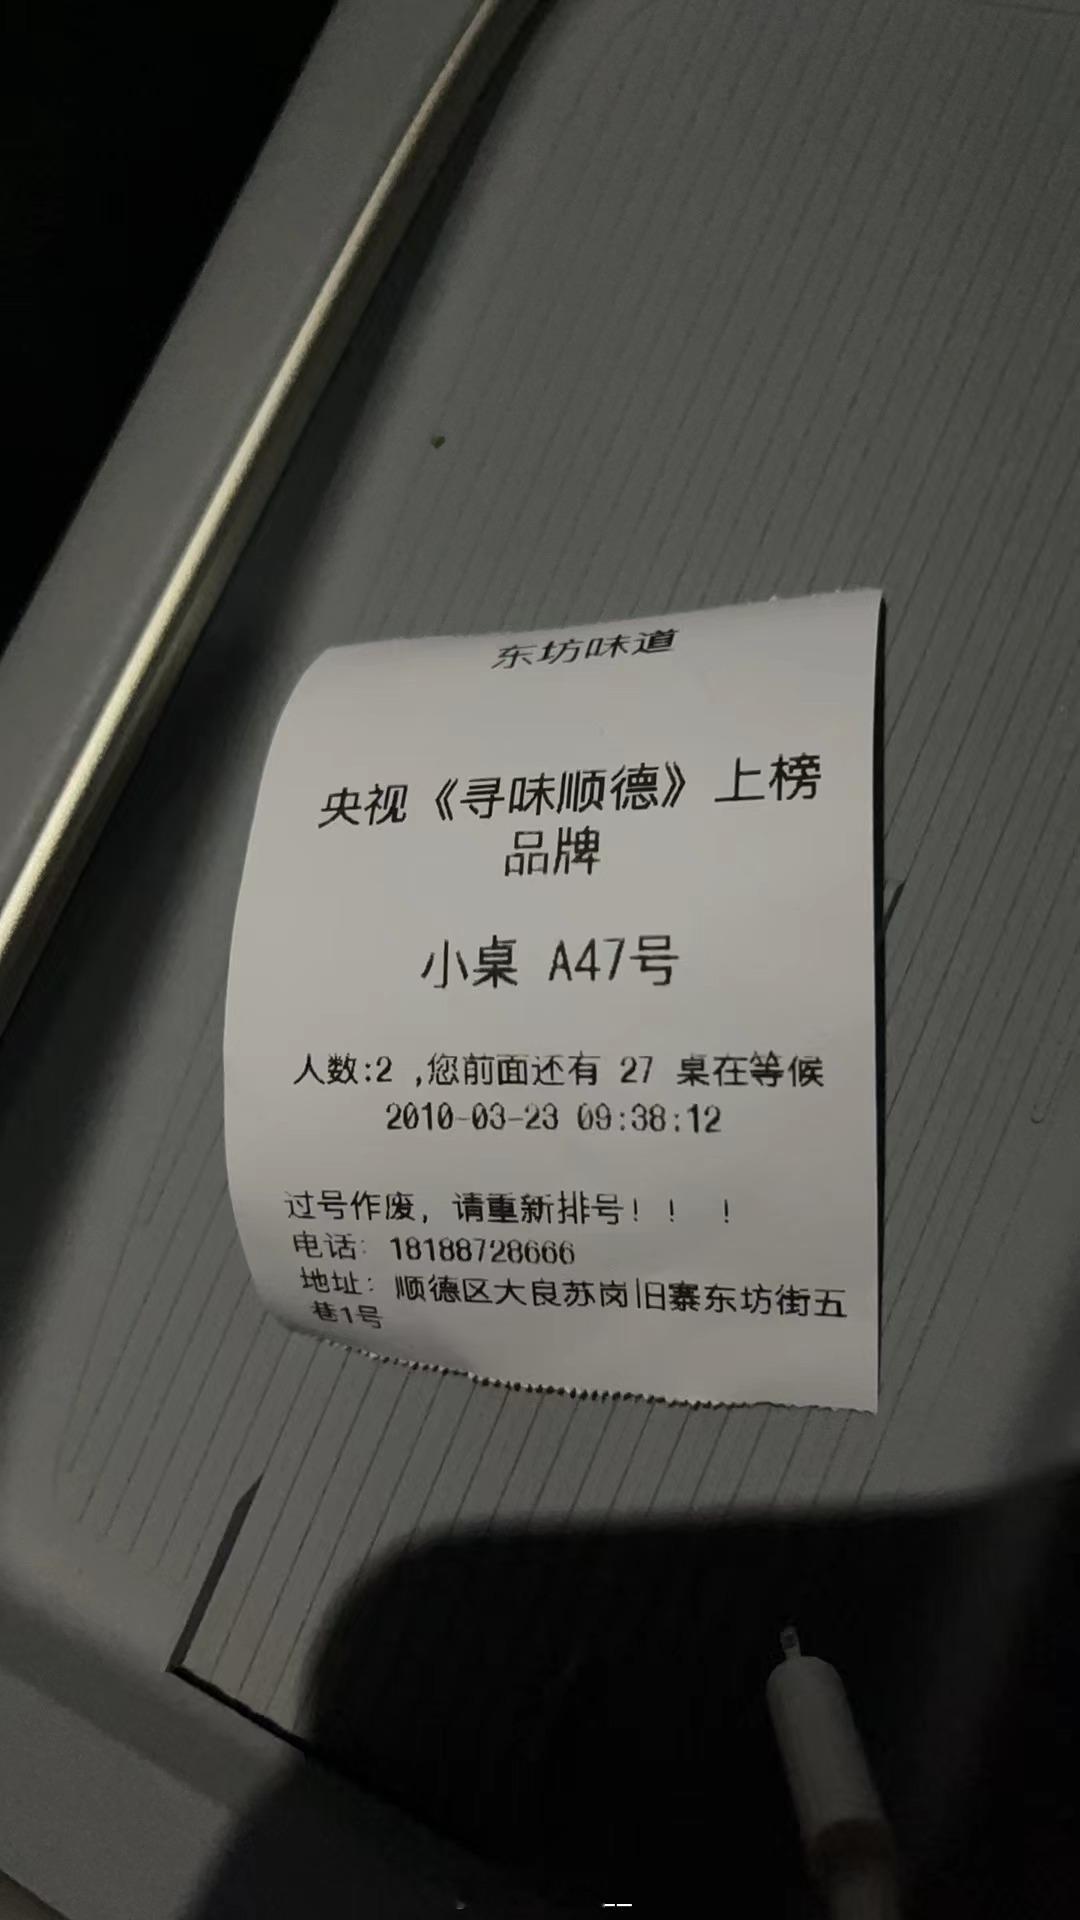 东坊味道
央视《寻味顺德》上榜
品牌
小桌 A47号
人数:2 ,您前面还有 27 桌在等候
2010-03-23 09:38:12
过号作废，请重新排号！！ ！
电话：18188728666
地址：顺德区大良苏岗旧寨东坊街五
巷1号